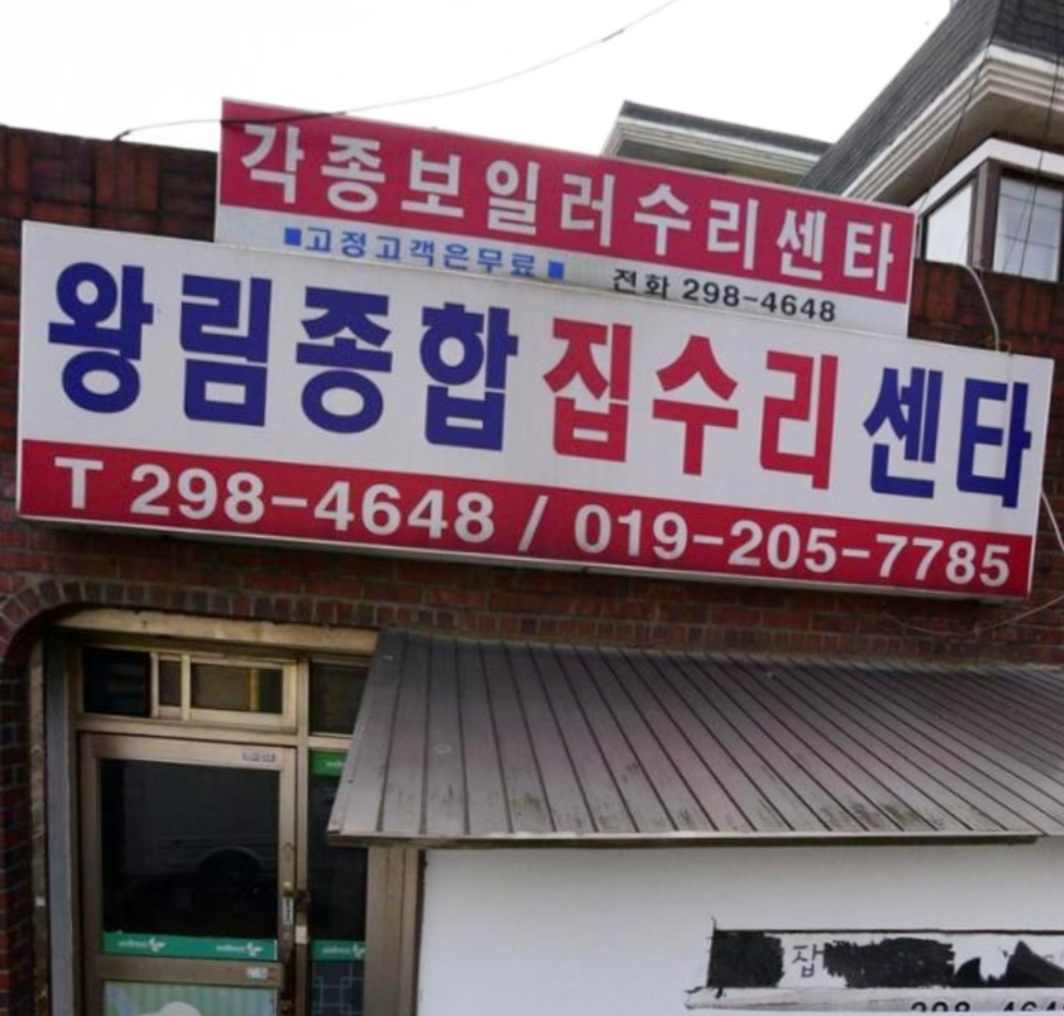 각종보일러수리센타
■고정고객은무료■ 전화 298-4648
왕림종합 집수리 센타
T 298-4648 / 019-205-7785
잡